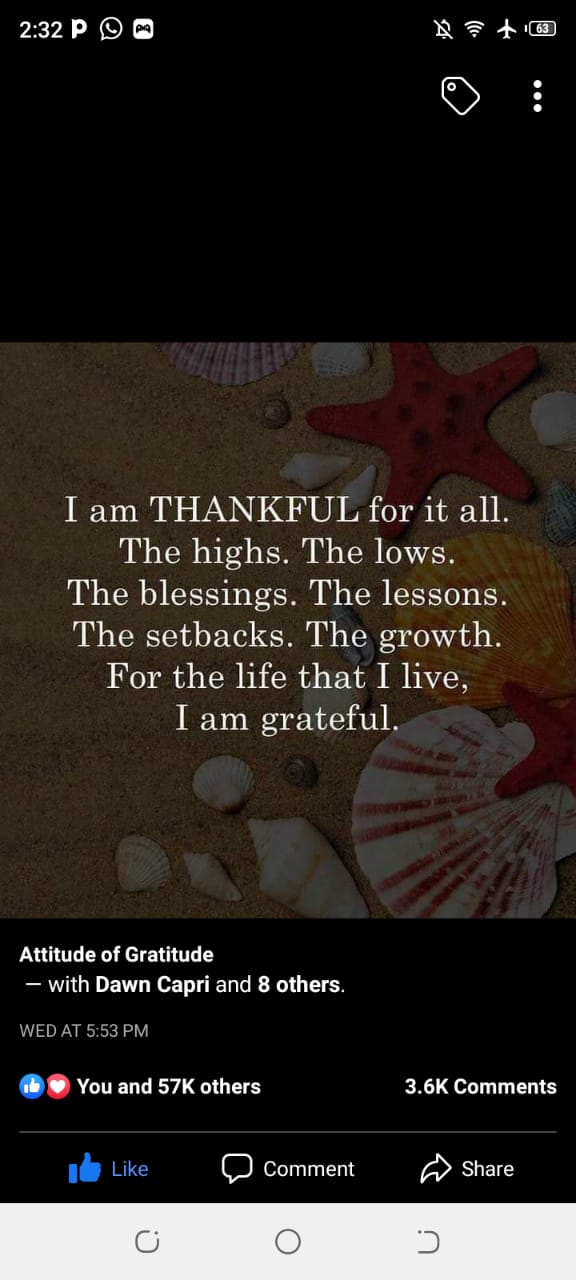 2:32
63
I am THANKFUL for it all.
The highs. The lows.
The blessings. The lessons.
The setbacks. The growth.
For the life that I live,
I am grateful.
Attitude of Gratitude
– with Dawn Capri and 8 others.
WED AT 5:53 PM
You and 57K others 3.6K Comments
Like Comment Share